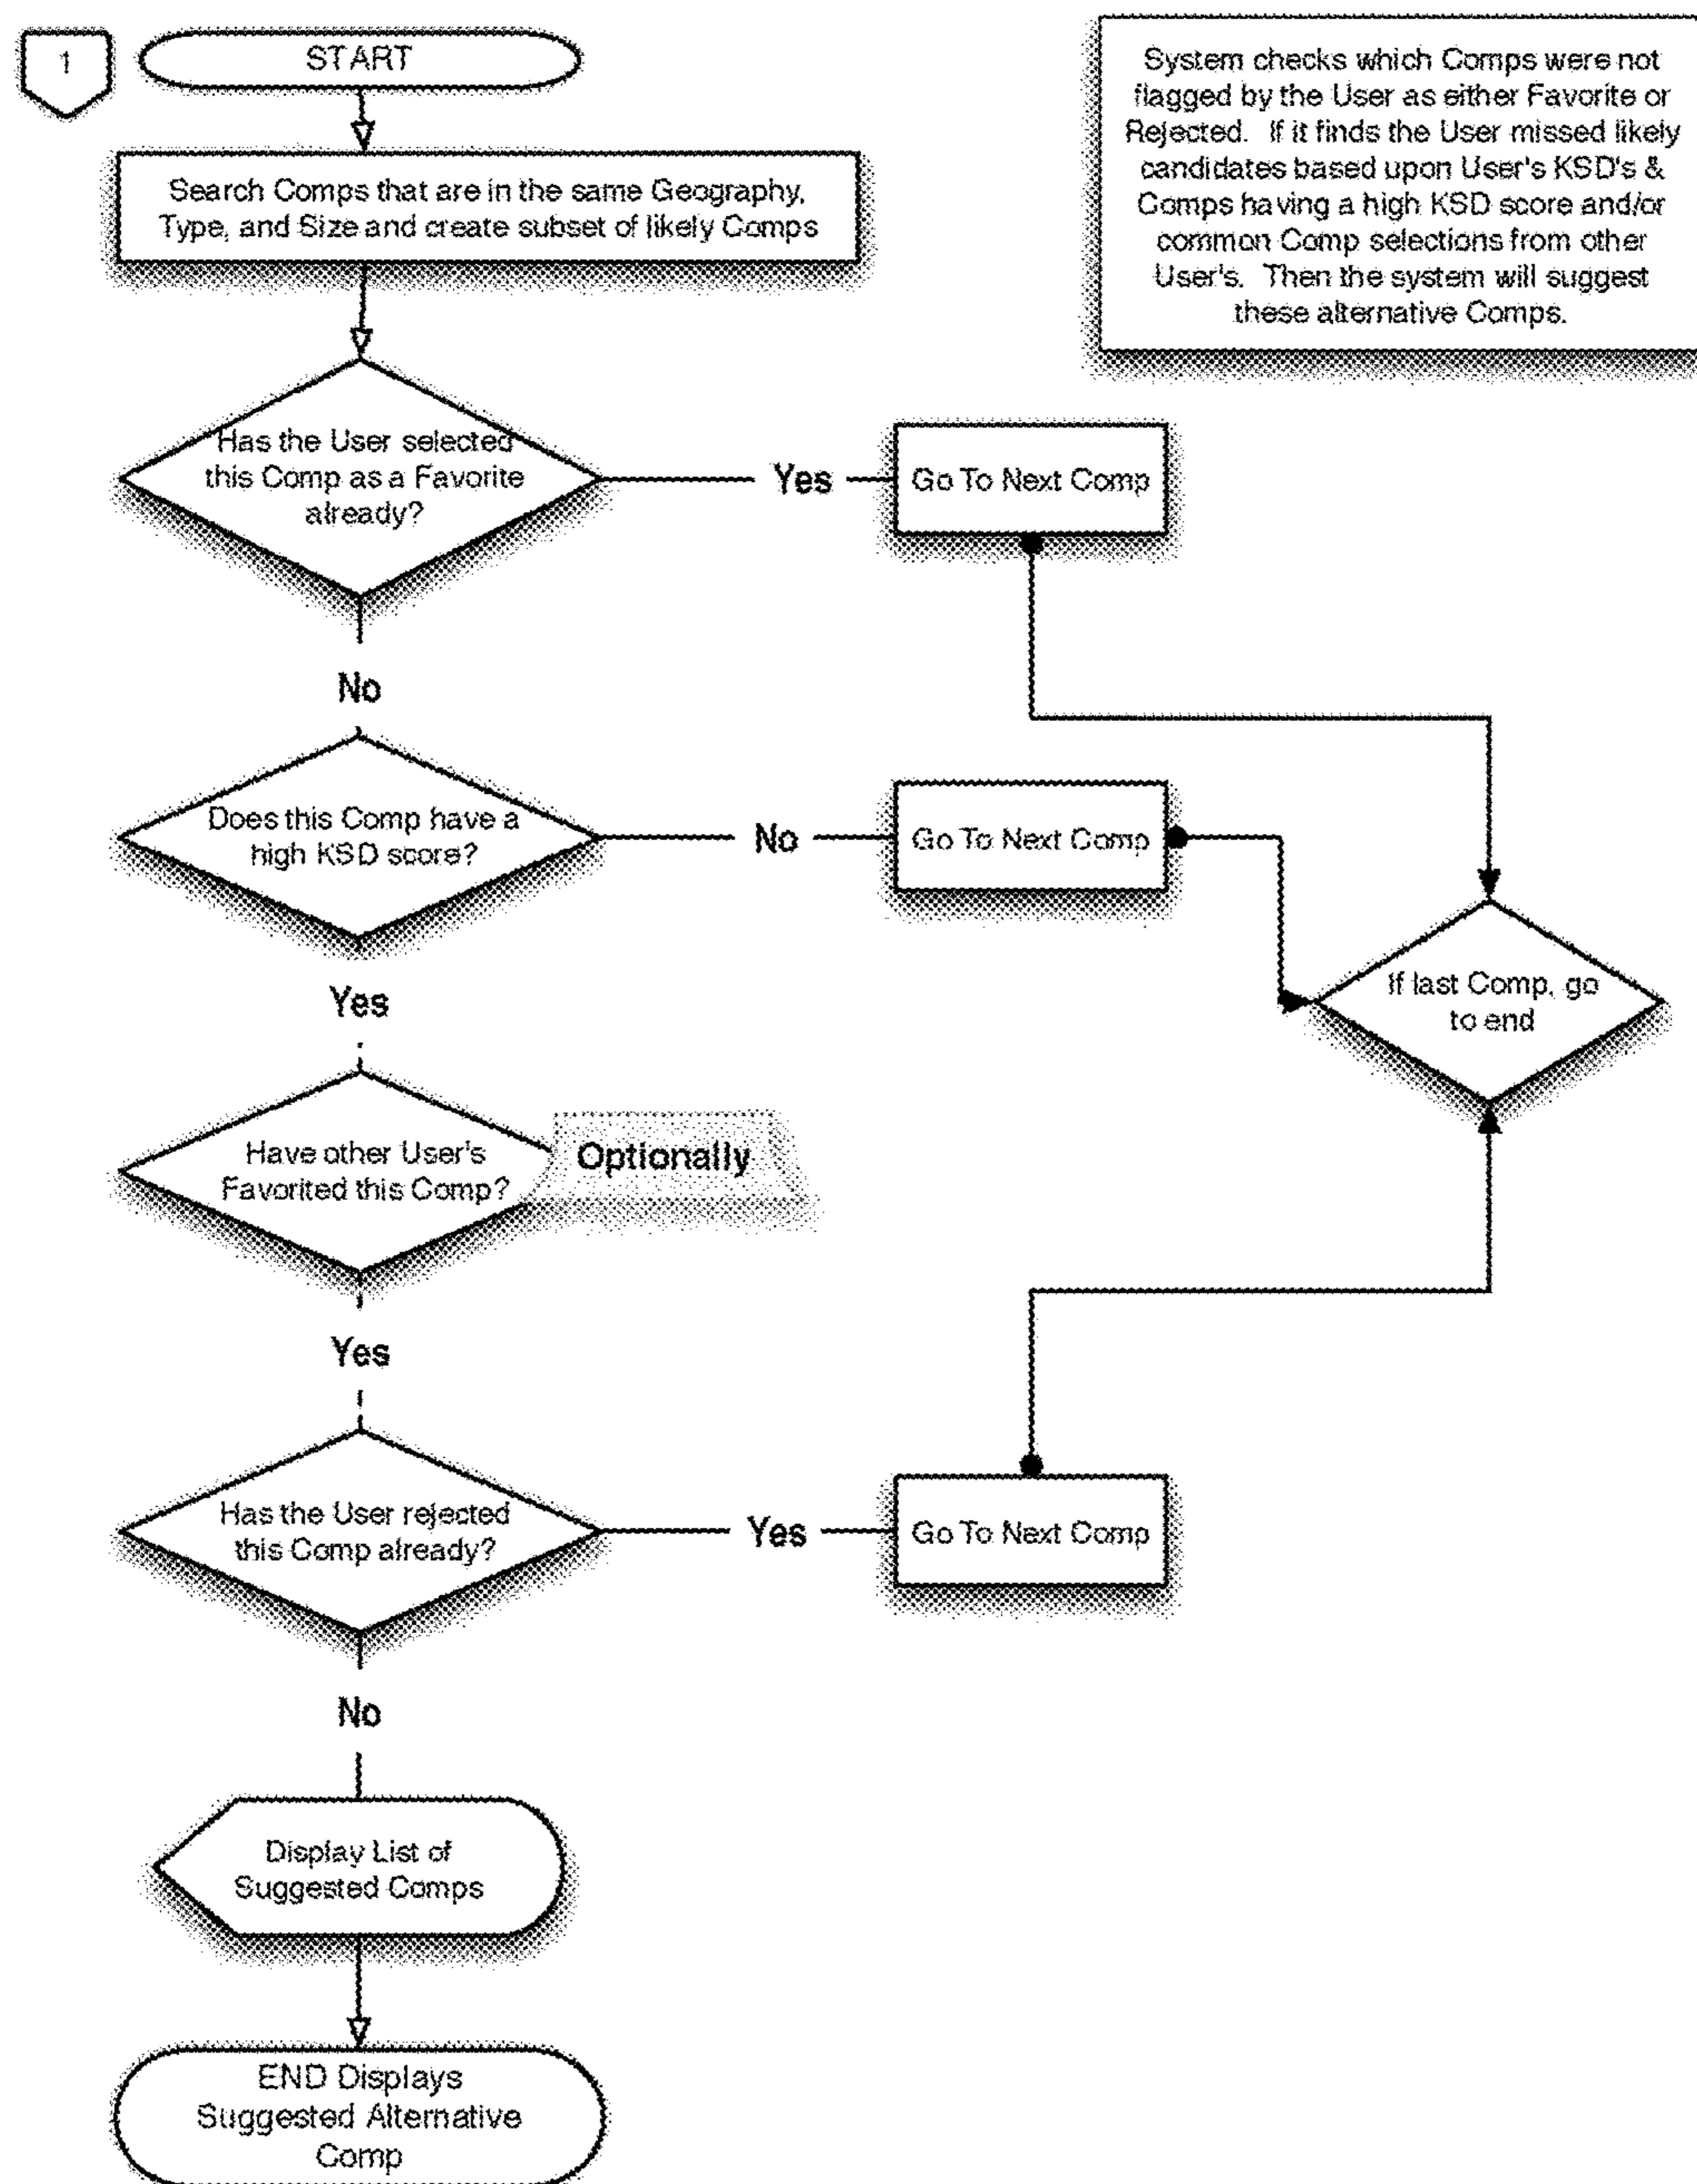 1
START
System checks which Comps were not
flagged by the User as either Favorite or
Rejected. If it finds the User missed likely
candidates based upon User's KSD's &
Comps having a high KSD score and/or
common Comp selections from other
User's. Then the system will suggest
these alternative Comps.
Search Comps that are in the same Geography,
Type, and Size and create subset of likely Comps
Has the User selected
this Comp as a Favorite
already?
Yes
Go To Next Comp
No
Does this Comp have a
high KSD score?
No
Go To Next Comp
If last Comp, go
to end
Yes
Have other User's
Favorited this Comp?
Optionally
Yes
Has the User rejected
this Comp already?
Yes
Go To Next Comp
No
Display List of
Suggested Comps
END Displays
Suggested Alternative
Comp